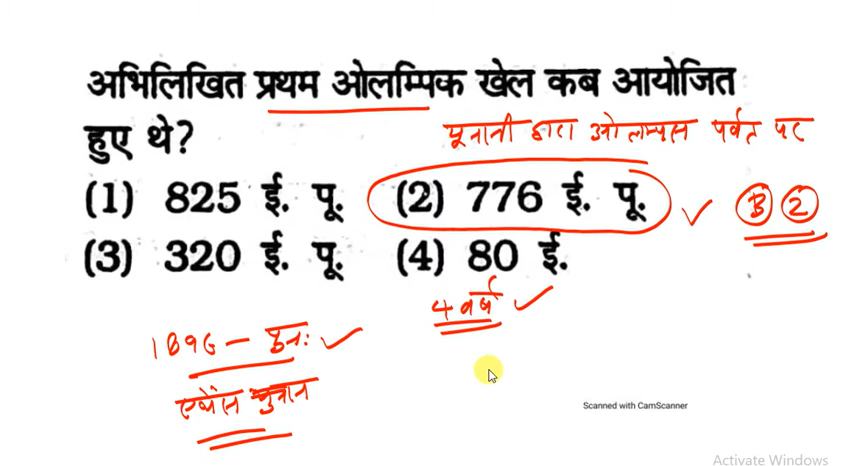 अभिलिखित प्रथम ओलम्पिक खेल कब आयोजित
हुए थे?
यूनानी द्वारा ओलम्पस पर्वत पर
(1) 825 ई. पू. (2) 776 ई. पू.
B 2
(3) 320 ई. पू. (4) 80 ई.
4 वर्ष
1896 - पुनः
एथेंस यूनान
Scanned with CamScanner
Activate Windows